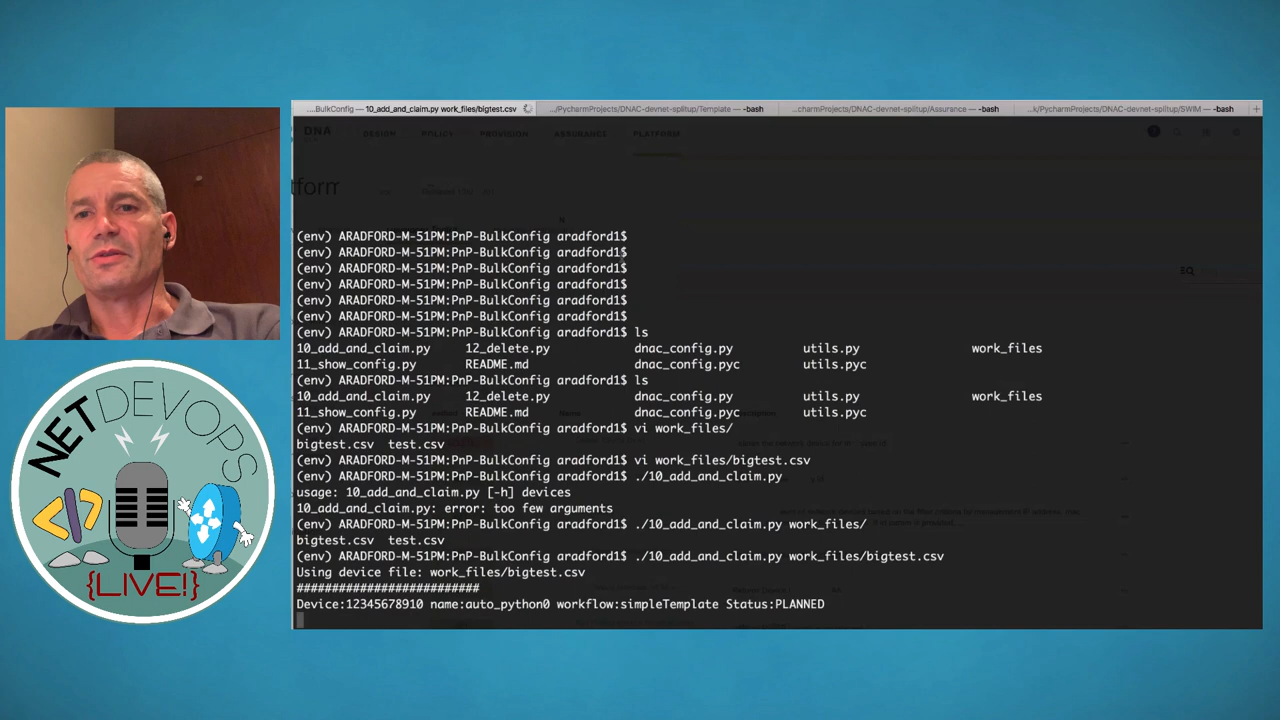 ....BulkConfig — 10_add_and_claim.py work_files/bigtest.csv
.../PycharmProjects/DNAC-devnet-splitup/Template — -bash
...charmProjects/DNAC-devnet-splitup/Assurance — -bash
...k/PycharmProjects/DNAC-devnet-splitup/SWIM — -bash
DNA DESIGN POLICY PROVISION ASSURANCE PLATFORM
tform
(env) ARADFORD-M-51PM:PnP-BulkConfig aradford1$
(env) ARADFORD-M-51PM:PnP-BulkConfig aradford1$
(env) ARADFORD-M-51PM:PnP-BulkConfig aradford1$
(env) ARADFORD-M-51PM:PnP-BulkConfig aradford1$
(env) ARADFORD-M-51PM:PnP-BulkConfig aradford1$
(env) ARADFORD-M-51PM:PnP-BulkConfig aradford1$
(env) ARADFORD-M-51PM:PnP-BulkConfig aradford1$ ls
10_add_and_claim.py 12_delete.py dnac_config.py utils.py work_files
11_show_config.py README.md dnac_config.pyc utils.pyc
(env) ARADFORD-M-51PM:PnP-BulkConfig aradford1$ ls
10_add_and_claim.py 12_delete.py dnac_config.py utils.py work_files
11_show_config.py README.md dnac_config.pyc utils.pyc
(env) ARADFORD-M-51PM:PnP-BulkConfig aradford1$ vi work_files/
bigtest.csv test.csv
(env) ARADFORD-M-51PM:PnP-BulkConfig aradford1$ vi work_files/bigtest.csv
(env) ARADFORD-M-51PM:PnP-BulkConfig aradford1$ ./10_add_and_claim.py
usage: 10_add_and_claim.py [-h] devices
10_add_and_claim.py: error: too few arguments
(env) ARADFORD-M-51PM:PnP-BulkConfig aradford1$ ./10_add_and_claim.py work_files/
bigtest.csv test.csv
(env) ARADFORD-M-51PM:PnP-BulkConfig aradford1$ ./10_add_and_claim.py work_files/bigtest.csv
Using device file: work_files/bigtest.csv
##########################
Device:12345678910 name:auto_python0 workflow:simpleTemplate Status:PLANNED
NETDEVOPS
{LIVE!}